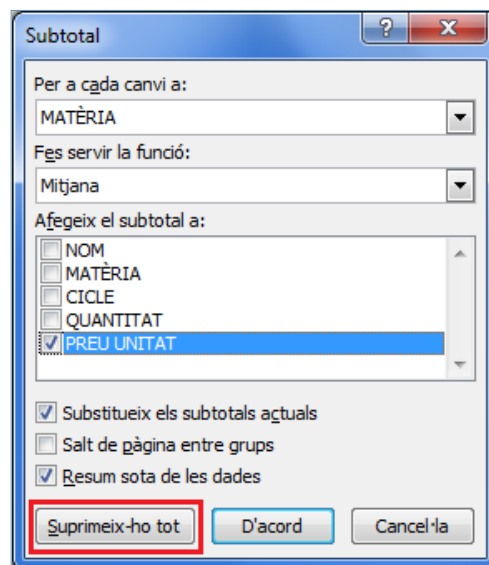 Subtotal
Per a cada canvi a:
MATÈRIA
Fes servir la funció:
Mitjana
Afegeix el subtotal a:
NOM
MATÈRIA
CICLE
QUANTITAT
PREU UNITAT
Substitueix els subtotals actuals
Salt de pàgina entre grups
Resum sota de les dades
Suprimeix-ho tot D'acord Cancel·la